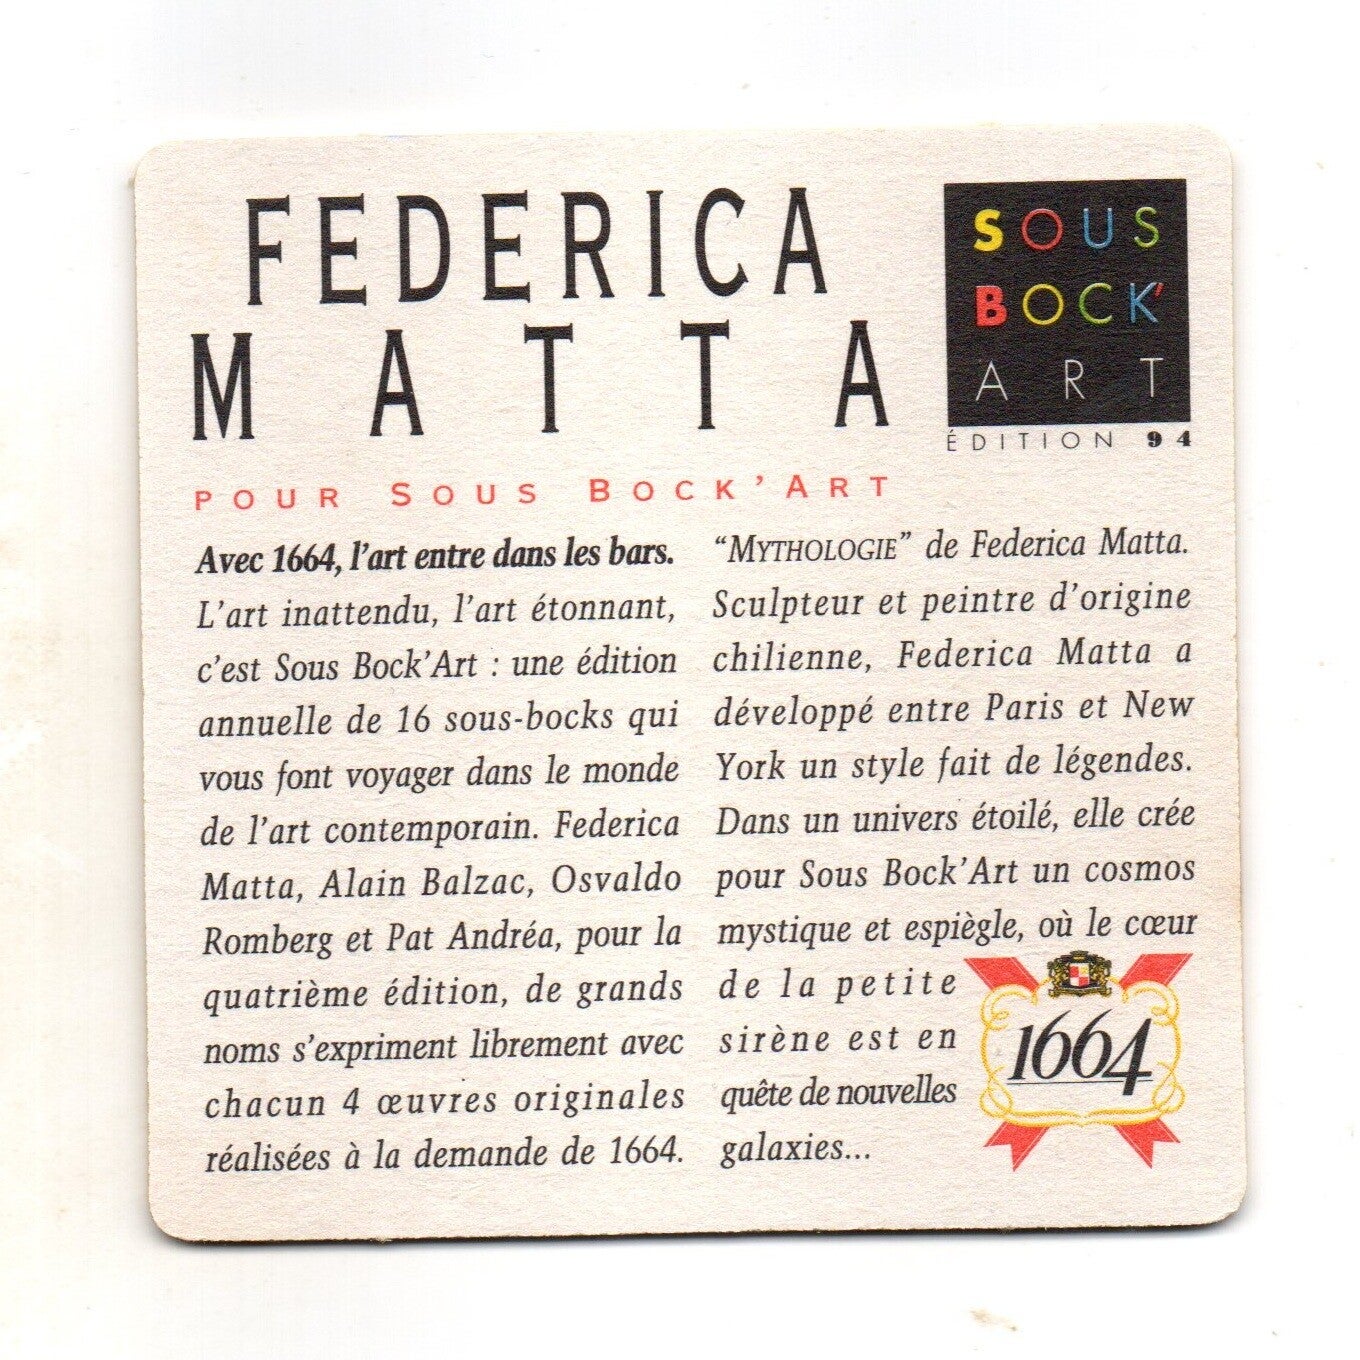 FEDERICA
MATTA
SOUS
BOCK'
ART
ÉDITION 94
POUR SOUS BOCK'ART
Avec 1664, l'art entre dans les bars.
L'art inattendu, l'art étonnant,
c'est Sous Bock'Art : une édition
annuelle de 16 sous-bocks qui
vous font voyager dans le monde
de l'art contemporain. Federica
Matta, Alain Balzac, Osvaldo
Romberg et Pat Andréa, pour la
quatrième édition, de grands
noms s'expriment librement avec
chacun 4 œuvres originales
réalisées à la demande de 1664.
“MYTHOLOGIE” de Federica Matta.
Sculpteur et peintre d'origine
chilienne, Federica Matta a
développé entre Paris et New
York un style fait de légendes.
Dans un univers étoilé, elle crée
pour Sous Bock'Art un cosmos
mystique et espiègle, où le cœur
de la petite
sirène est en
quête de nouvelles
galaxies...
1664